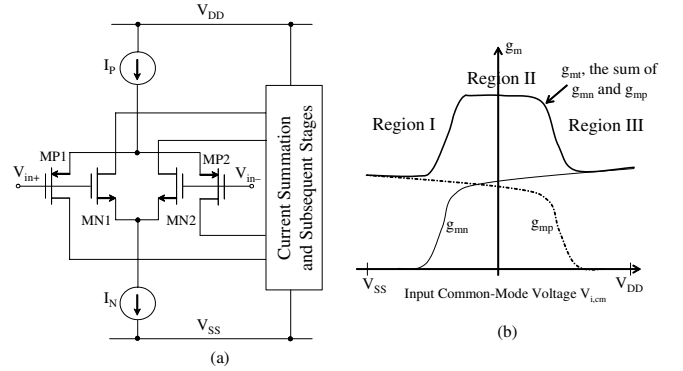 V_DD
I_P
MP1
MP2
V_in+
V_in−
MN1
MN2
I_N
V_SS
Current Summation
and Subsequent Stages
(a)
g_m
Region II
g_mt, the sum of
g_mn and g_mp
Region I
Region III
g_mn
g_mp
V_SS
Input Common-Mode Voltage V_i,cm
V_DD
(b)